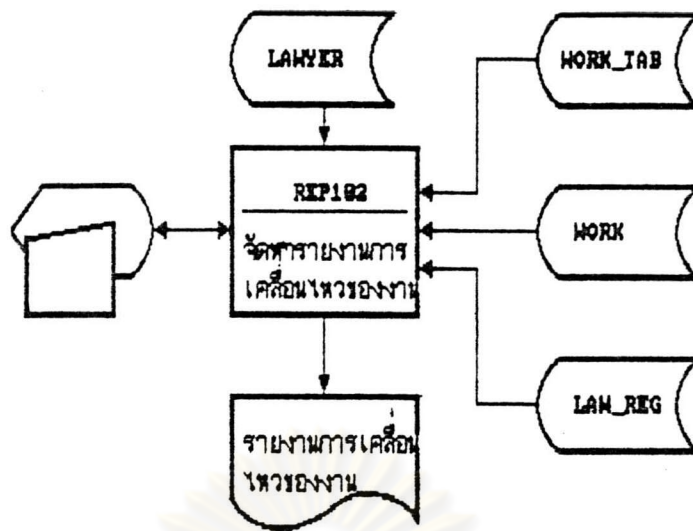 LAWYER
WORK_TAB
REP102
จัดทำรายงานการ
เคลื่อนไหวของงาน
WORK
LAW_REG
รายงานการเคลื่อน
ไหวของงาน